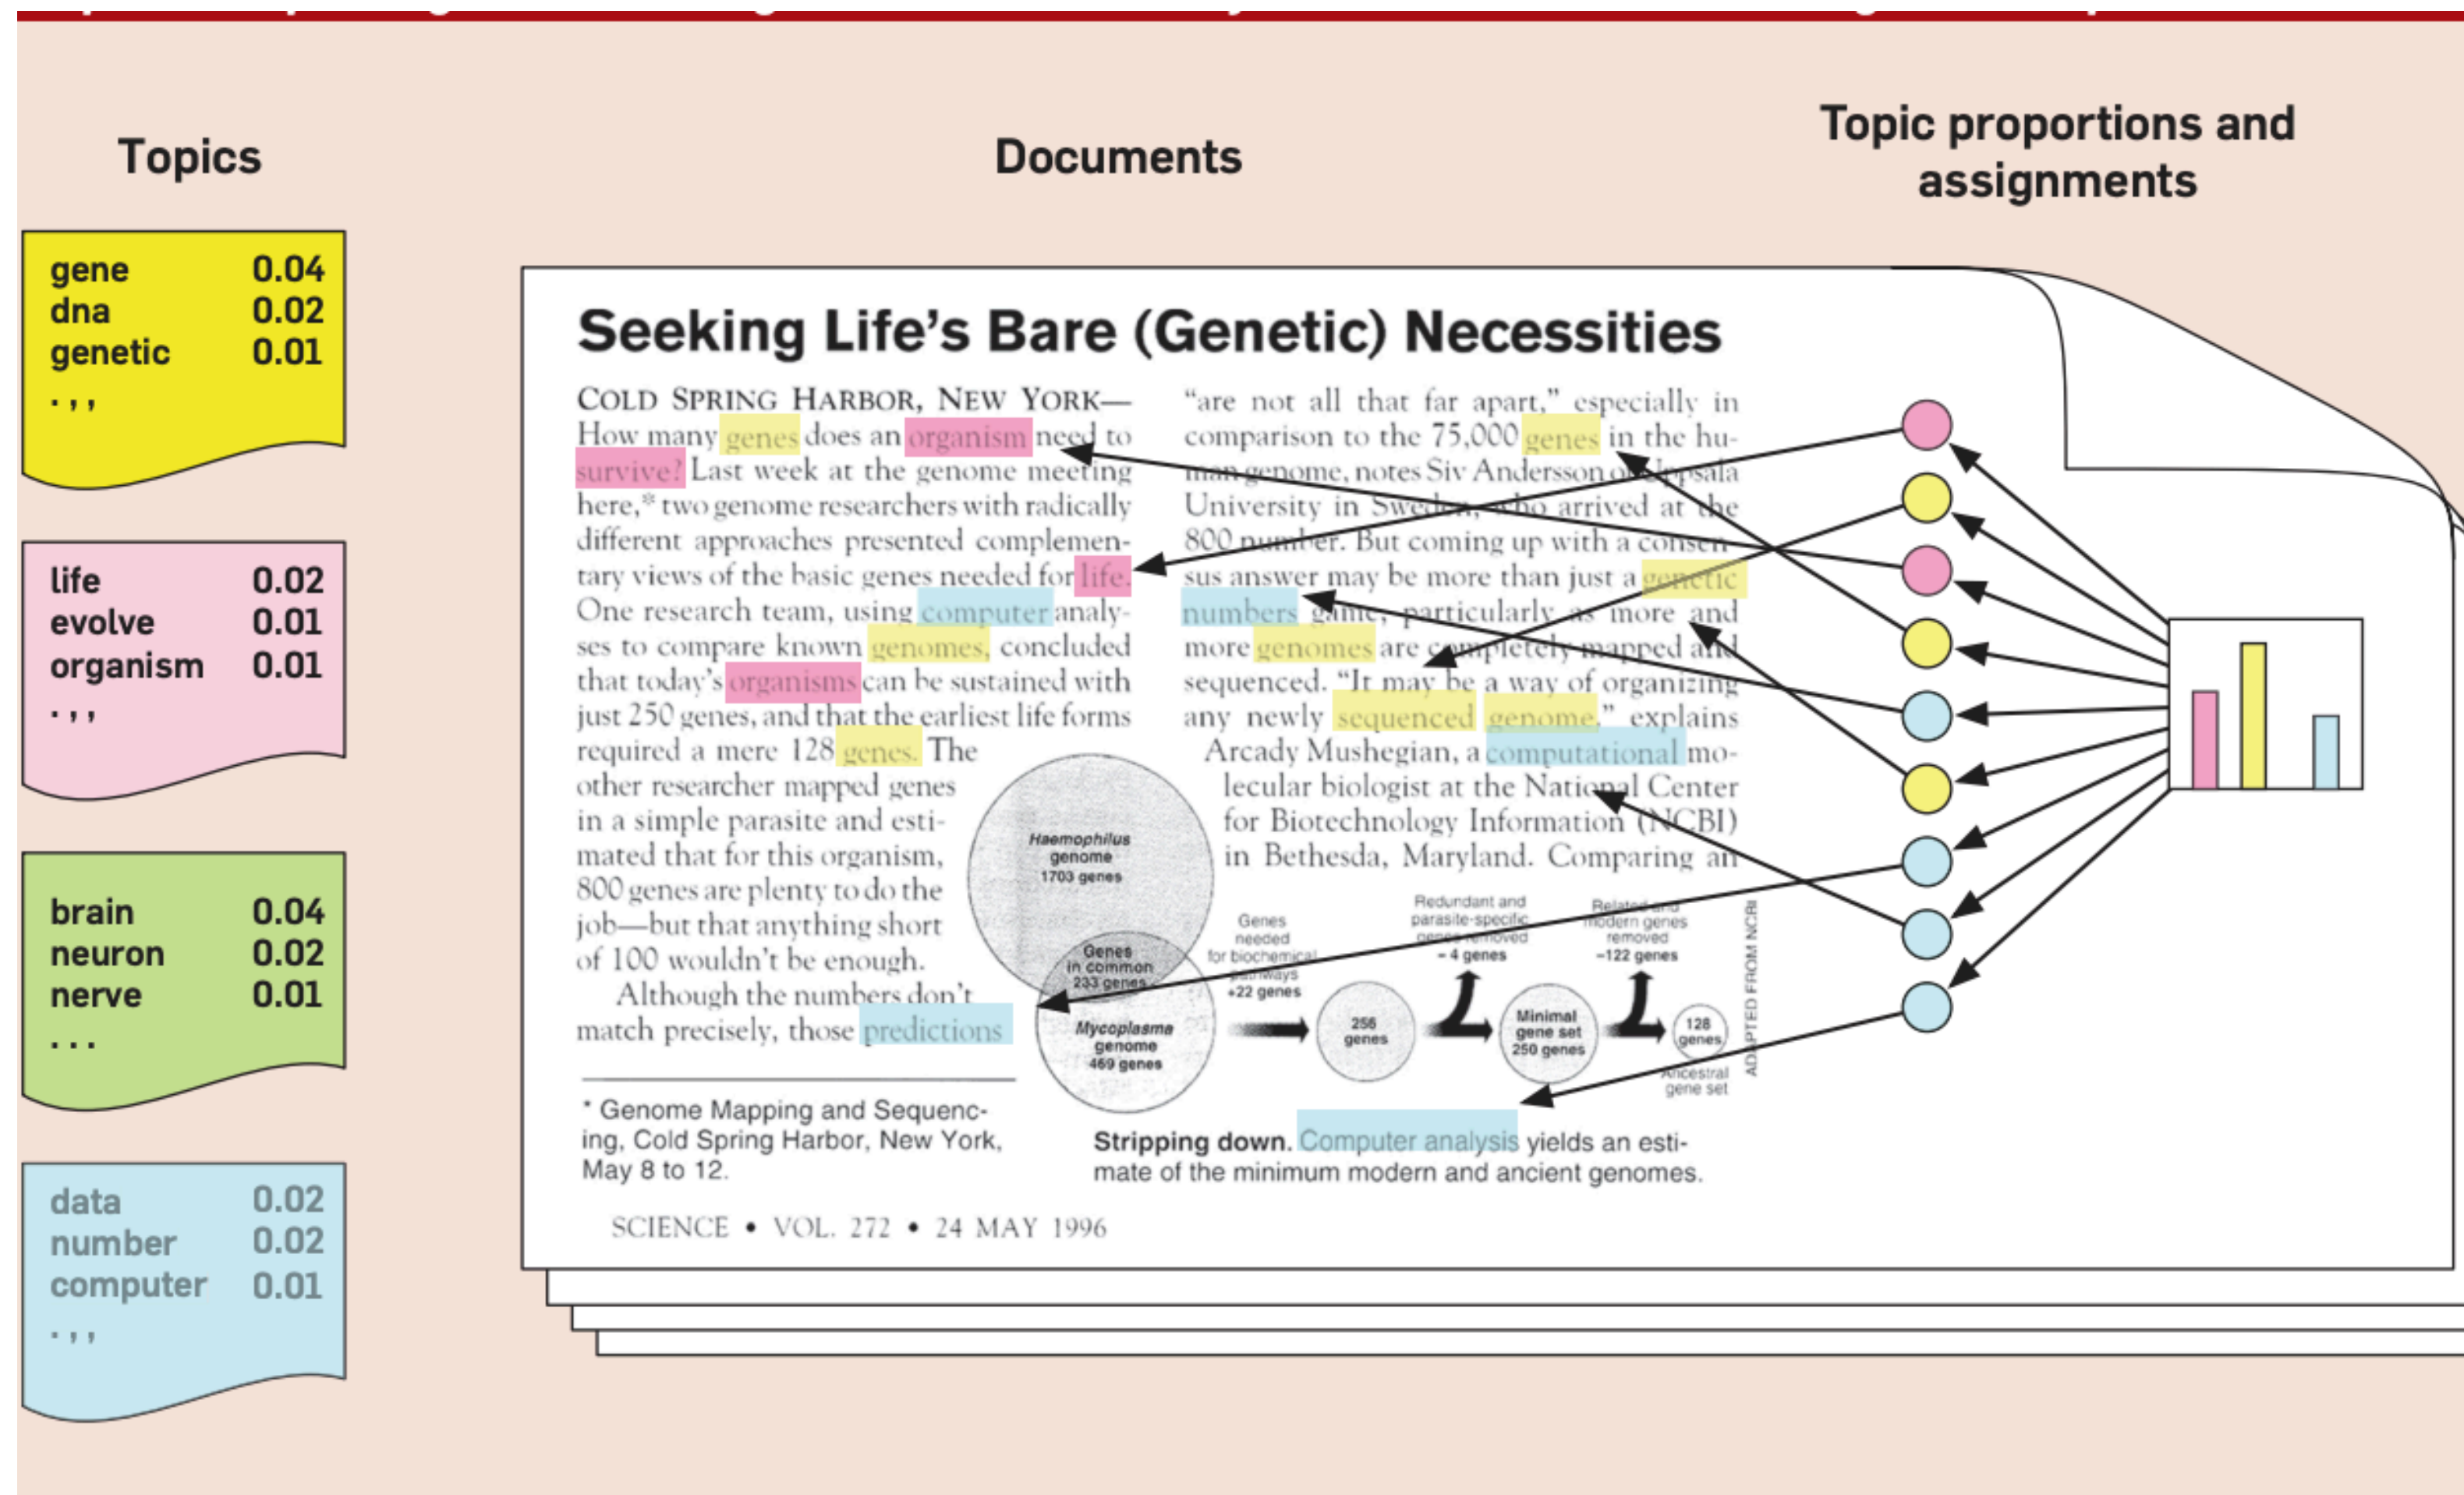 Topics
Documents
Topic proportions and
assignments
gene 0.04
dna 0.02
genetic 0.01
. , ,
life 0.02
evolve 0.01
organism 0.01
. , ,
brain 0.04
neuron 0.02
nerve 0.01
. . .
data 0.02
number 0.02
computer 0.01
. , ,
Seeking Life's Bare (Genetic) Necessities
COLD SPRING HARBOR, NEW YORK—
How many genes does an organism need to
survive? Last week at the genome meeting
here,* two genome researchers with radically
different approaches presented complemen-
tary views of the basic genes needed for life.
One research team, using computer analy-
ses to compare known genomes, concluded
that today's organisms can be sustained with
just 250 genes, and that the earliest life forms
required a mere 128 genes. The
other researcher mapped genes
in a simple parasite and esti-
mated that for this organism,
800 genes are plenty to do the
job—but that anything short
of 100 wouldn't be enough.
Although the numbers don't
match precisely, those predictions
* Genome Mapping and Sequenc-
ing, Cold Spring Harbor, New York,
May 8 to 12.
"are not all that far apart," especially in
comparison to the 75,000 genes in the hu-
man genome, notes Siv Andersson of Uppsala
University in Sweden, who arrived at the
800 number. But coming up with a consen-
sus answer may be more than just a genetic
numbers game, particularly as more and
more genomes are completely mapped and
sequenced. "It may be a way of organizing
any newly sequenced genome," explains
Arcady Mushegian, a computational mo-
lecular biologist at the National Center
for Biotechnology Information (NCBI)
in Bethesda, Maryland. Comparing an
Haemophilus
genome
1703 genes
Genes
in common
233 genes
Mycoplasma
genome
469 genes
Genes
needed
for biochemical
pathways
+22 genes
256
genes
Redundant and
parasite-specific
genes removed
– 4 genes
Minimal
gene set
250 genes
Related and
modern genes
removed
–122 genes
128
genes
Ancestral
gene set
ADAPTED FROM NCBI
Stripping down. Computer analysis yields an esti-
mate of the minimum modern and ancient genomes.
SCIENCE • VOL. 272 • 24 MAY 1996